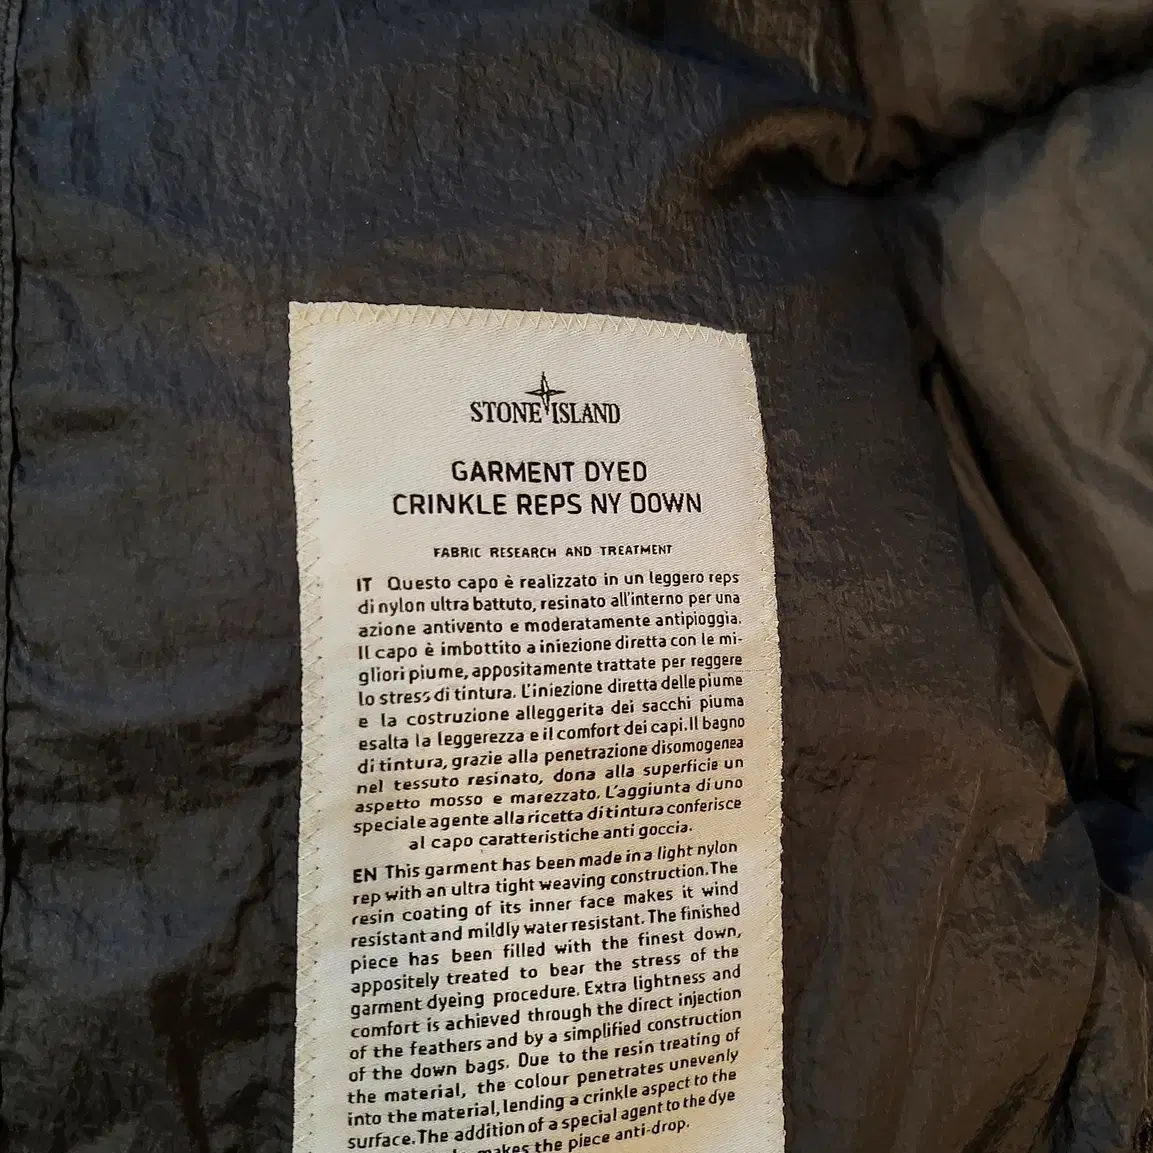 STONE ISLAND
GARMENT DYED
CRINKLE REPS NY DOWN
FABRIC RESEARCH AND TREATMENT
IT Questo capo è realizzato in un leggero reps
di nylon ultra battuto, resinato all'interno per una
azione antivento e moderatamente antipioggia.
Il capo è imbottito a iniezione diretta con le mi-
gliori piume, appositamente trattate per reggere
lo stress di tintura. L'iniezione diretta delle piume
e la costruzione alleggerita dei sacchi piuma
esalta la leggerezza e il comfort dei capi. Il bagno
di tintura, grazie alla penetrazione disomogenea
nel tessuto resinato, dona alla superficie un
aspetto mosso e marezzato. L'aggiunta di uno
speciale agente alla ricetta di tintura conferisce
al capo caratteristiche anti goccia.
EN This garment has been made in a light nylon
rep with an ultra tight weaving construction. The
resin coating of its inner face makes it wind
resistant and mildly water resistant. The finished
piece has been filled with the finest down,
appositely treated to bear the stress of the
garment dyeing procedure. Extra lightness and
comfort is achieved through the direct injection
of the feathers and by a simplified construction
of the down bags. Due to the resin treating of
the material, the colour penetrates unevenly
into the material, lending a crinkle aspect to the
surface. The addition of a special agent to the dye
makes the piece anti-drop.